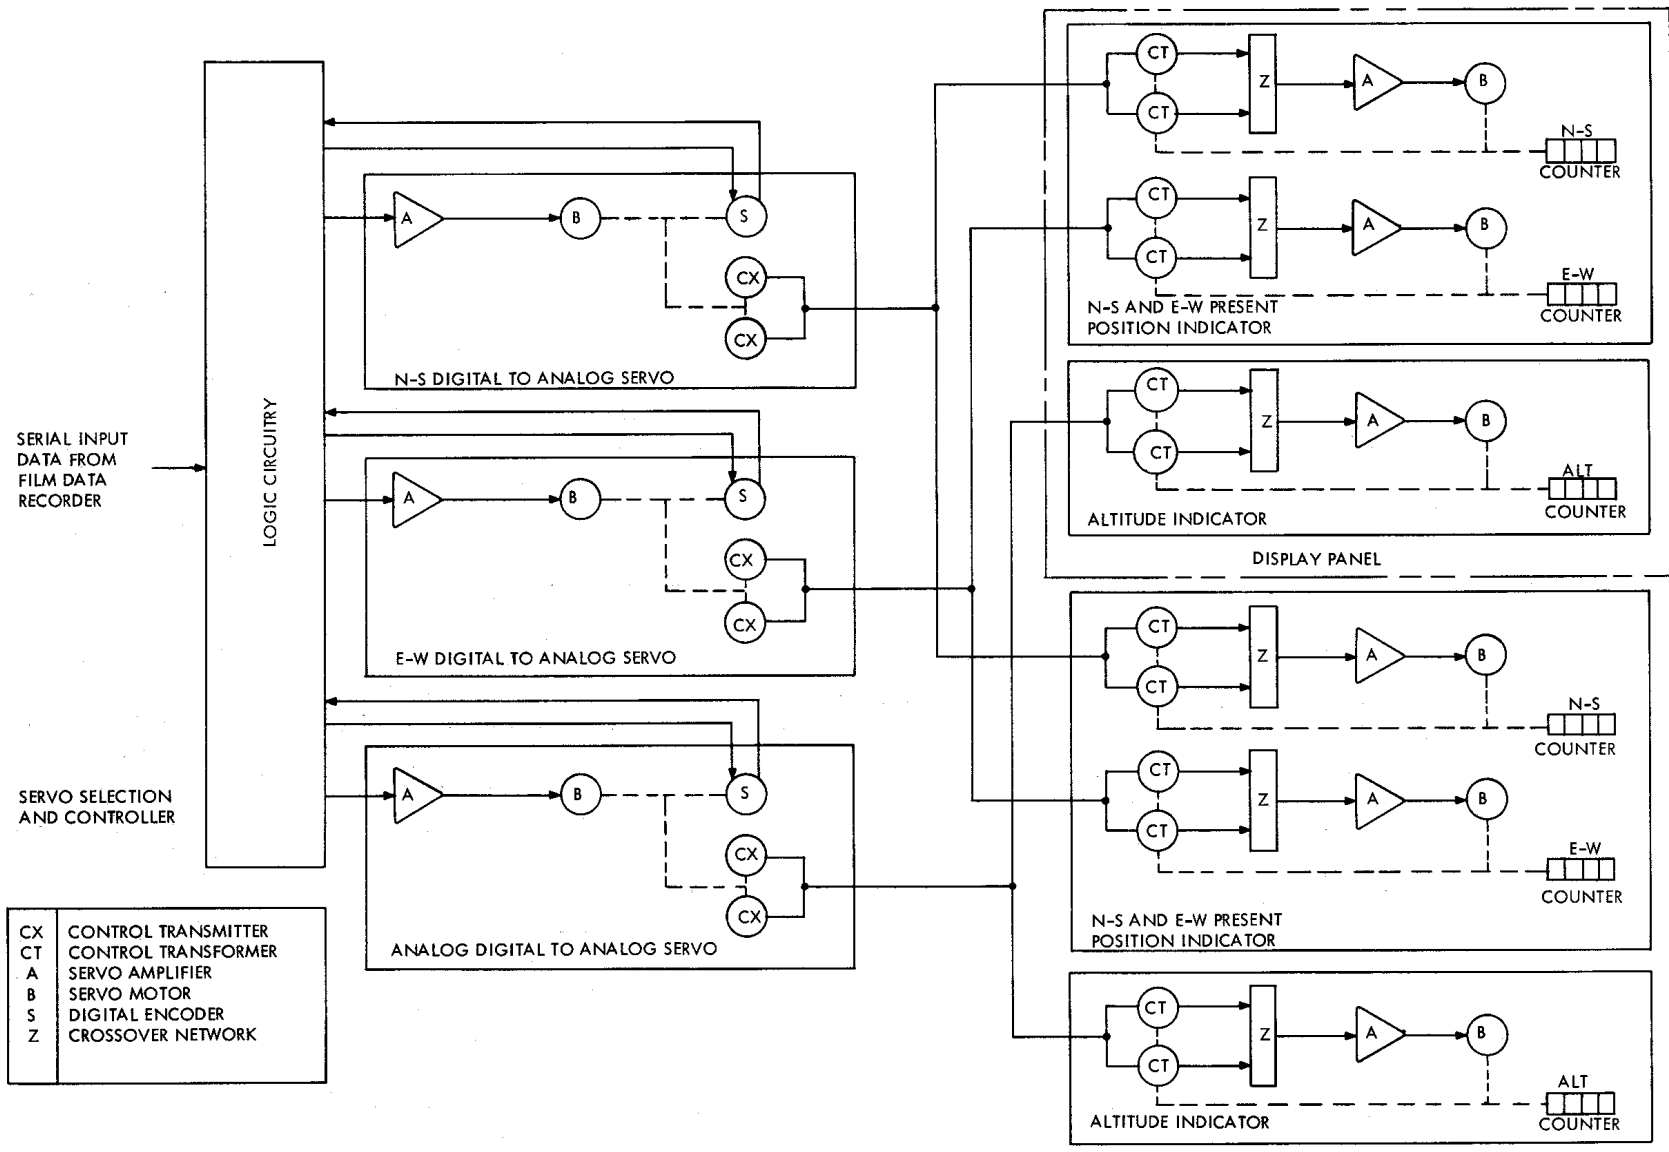 SERIAL INPUT
DATA FROM
FILM DATA
RECORDER
SERVO SELECTION
AND CONTROLLER
LOGIC CIRCUITRY
A
B
S
CX
CX
N-S DIGITAL TO ANALOG SERVO
A
B
S
CX
CX
E-W DIGITAL TO ANALOG SERVO
A
B
S
CX
CX
ANALOG DIGITAL TO ANALOG SERVO
CT
CT
Z
A
B
N-S
COUNTER
CT
CT
Z
A
B
E-W
COUNTER
N-S AND E-W PRESENT
POSITION INDICATOR
CT
CT
Z
A
B
ALT
COUNTER
ALTITUDE INDICATOR
DISPLAY PANEL
CT
CT
Z
A
B
N-S
COUNTER
CT
CT
Z
A
B
E-W
COUNTER
N-S AND E-W PRESENT
POSITION INDICATOR
CT
CT
Z
A
B
ALT
COUNTER
ALTITUDE INDICATOR
CX CONTROL TRANSMITTER
CT CONTROL TRANSFORMER
A SERVO AMPLIFIER
B SERVO MOTOR
S DIGITAL ENCODER
Z CROSSOVER NETWORK